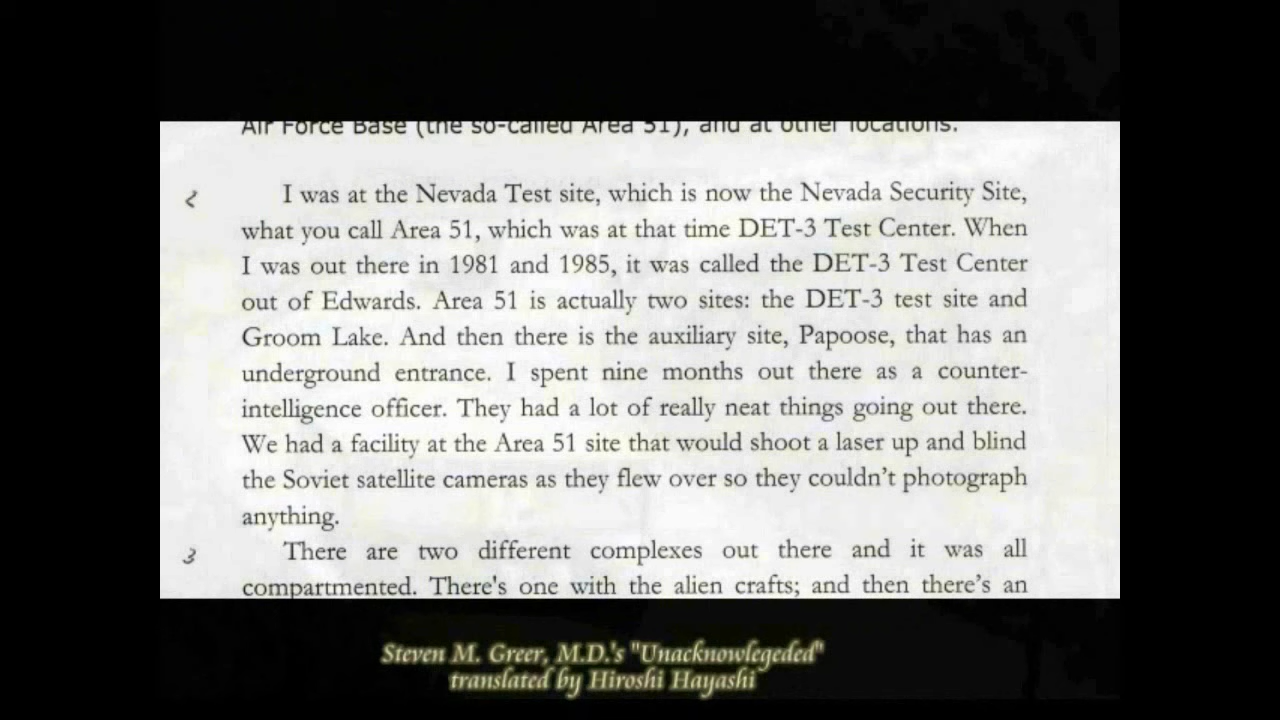 Air Force Base (the so-called Area 51), and at other locations.
2
I was at the Nevada Test site, which is now the Nevada Security Site,
what you call Area 51, which was at that time DET-3 Test Center. When
I was out there in 1981 and 1985, it was called the DET-3 Test Center
out of Edwards. Area 51 is actually two sites: the DET-3 test site and
Groom Lake. And then there is the auxiliary site, Papoose, that has an
underground entrance. I spent nine months out there as a counter-
intelligence officer. They had a lot of really neat things going out there.
We had a facility at the Area 51 site that would shoot a laser up and blind
the Soviet satellite cameras as they flew over so they couldn't photograph
anything.
3
There are two different complexes out there and it was all
compartmented. There's one with the alien crafts; and then there's an
Steven M. Greer, M.D.'s "Unacknowlegeded"
translated by Hiroshi Hayashi